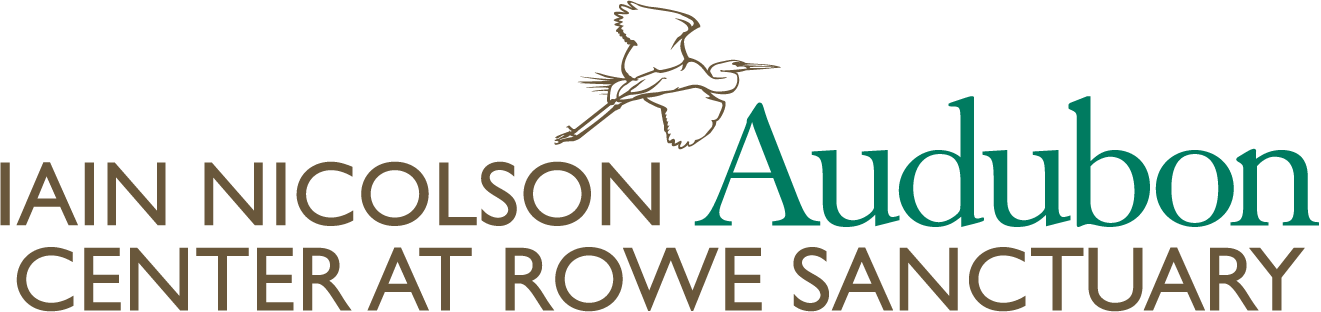 IAIN NICOLSON Audubon
CENTER AT ROWE SANCTUARY